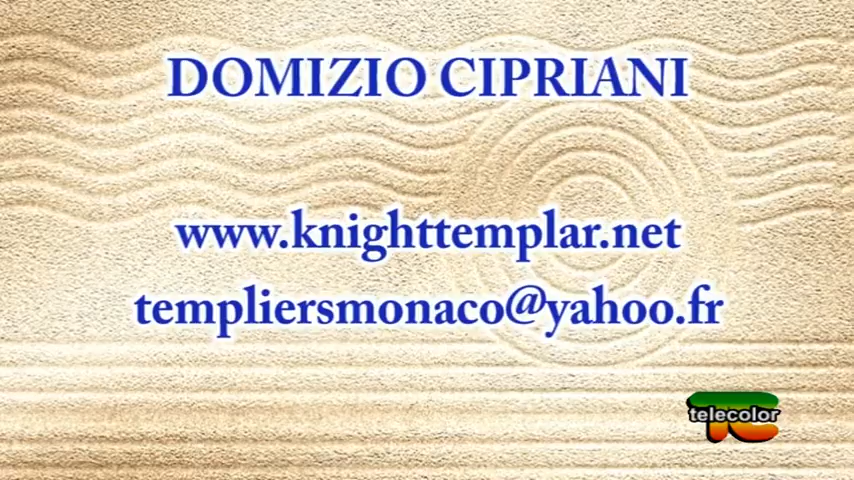 DOMIZIO CIPRIANI
www.knighttemplar.net
templiersmonaco@yahoo.fr
telecolor